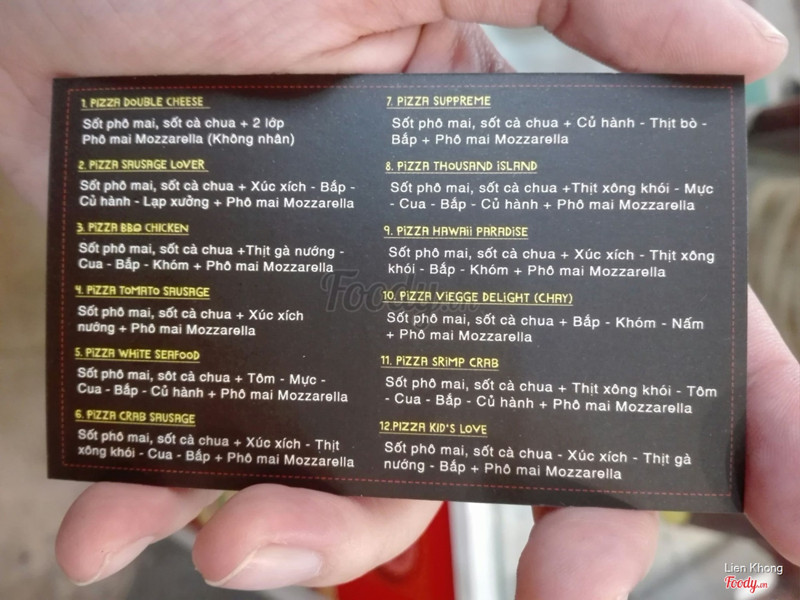 1. PIZZA DOUBLE CHEESE
Sốt phô mai, sốt cà chua + 2 lớp
Phô mai Mozzarella (Không nhân)
2. PIZZA SAUSAGE LOVER
Sốt phô mai, sốt cà chua + Xúc xích - Bắp -
Củ hành - Lạp xưởng + Phô mai Mozzarella
3. PIZZA BBQ CHICKEN
Sốt phô mai, sốt cà chua +Thịt gà nướng -
Cua - Bắp - Khóm + Phô mai Mozzarella
4. PIZZA TOMATO SAUSAGE
Sốt phô mai, sốt cà chua + Xúc xích
nướng + Phô mai Mozzarella
5. PIZZA WHITE SEAFOOD
Sốt phô mai, sôt cà chua + Tôm - Mực -
Cua - Bắp - Củ hành + Phô mai Mozzarella
6. PIZZA CRAB SAUSAGE
Sốt phô mai, sốt cà chua + Xúc xích - Thịt
xông khói - Cua - Bắp + Phô mai Mozzarella
7. PIZZA SUPPREME
Sốt phô mai, sốt cà chua + Củ hành - Thịt bò -
Bắp + Phô mai Mozzarella
8. PIZZA THOUSAND ISLAND
Sốt phô mai, sốt cà chua +Thịt xông khói - Mực
- Cua - Bắp - Củ hành + Phô mai Mozzarella
9. PIZZA HAWAII PARADISE
Sốt phô mai, sốt cà chua + Xúc xích - Thịt xông
khói - Bắp - Khóm + Phô mai Mozzarella
10. PIZZA VIEGGE DELIGHT (CHAY)
Sốt phô mai, sốt cà chua + Bắp - Khóm - Nấm
+ Phô mai Mozzarella
11. PIZZA SRIMP CRAB
Sốt phô mai, sốt cà chua + Thịt xông khói - Tôm
- Cua - Bắp - Củ hành + Phô mai Mozzarella
12.PIZZA KID'S LOVE
Sốt phô mai, sốt cà chua - Xúc xích - Thịt gà
nướng - Bắp + Phô mai Mozzarella
Foody.vn
Lien Khong
Foody.vn